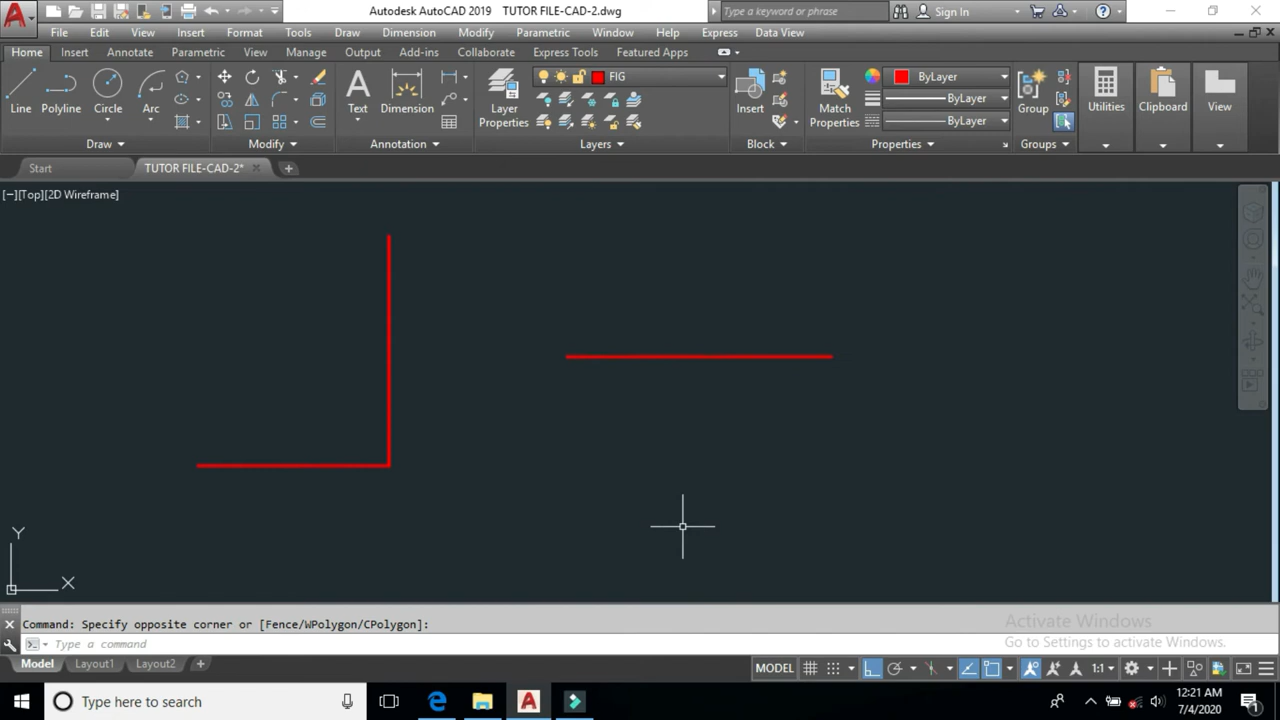 Autodesk AutoCAD 2019 TUTOR FILE-CAD-2.dwg
Type a keyword or phrase
Sign In
File Edit View Insert Format Tools Draw Dimension Modify Parametric Window Help Express Data View
Home Insert Annotate Parametric View Manage Output Add-ins Collaborate Express Tools Featured Apps
Line Polyline Circle Arc
Text Dimension
Layer Properties
FIG
Insert
Match Properties
ByLayer
ByLayer
ByLayer
Group
Utilities Clipboard View
Draw Modify Annotation Layers Block Properties Groups
Start TUTOR FILE-CAD-2*
[−][Top][2D Wireframe]
Y
X
Command: Specify opposite corner or [Fence/WPolygon/CPolygon]:
Type a command
Activate Windows
Go to Settings to activate Windows.
Model Layout1 Layout2
MODEL 1:1
Type here to search
12:21 AM
7/4/2020
1